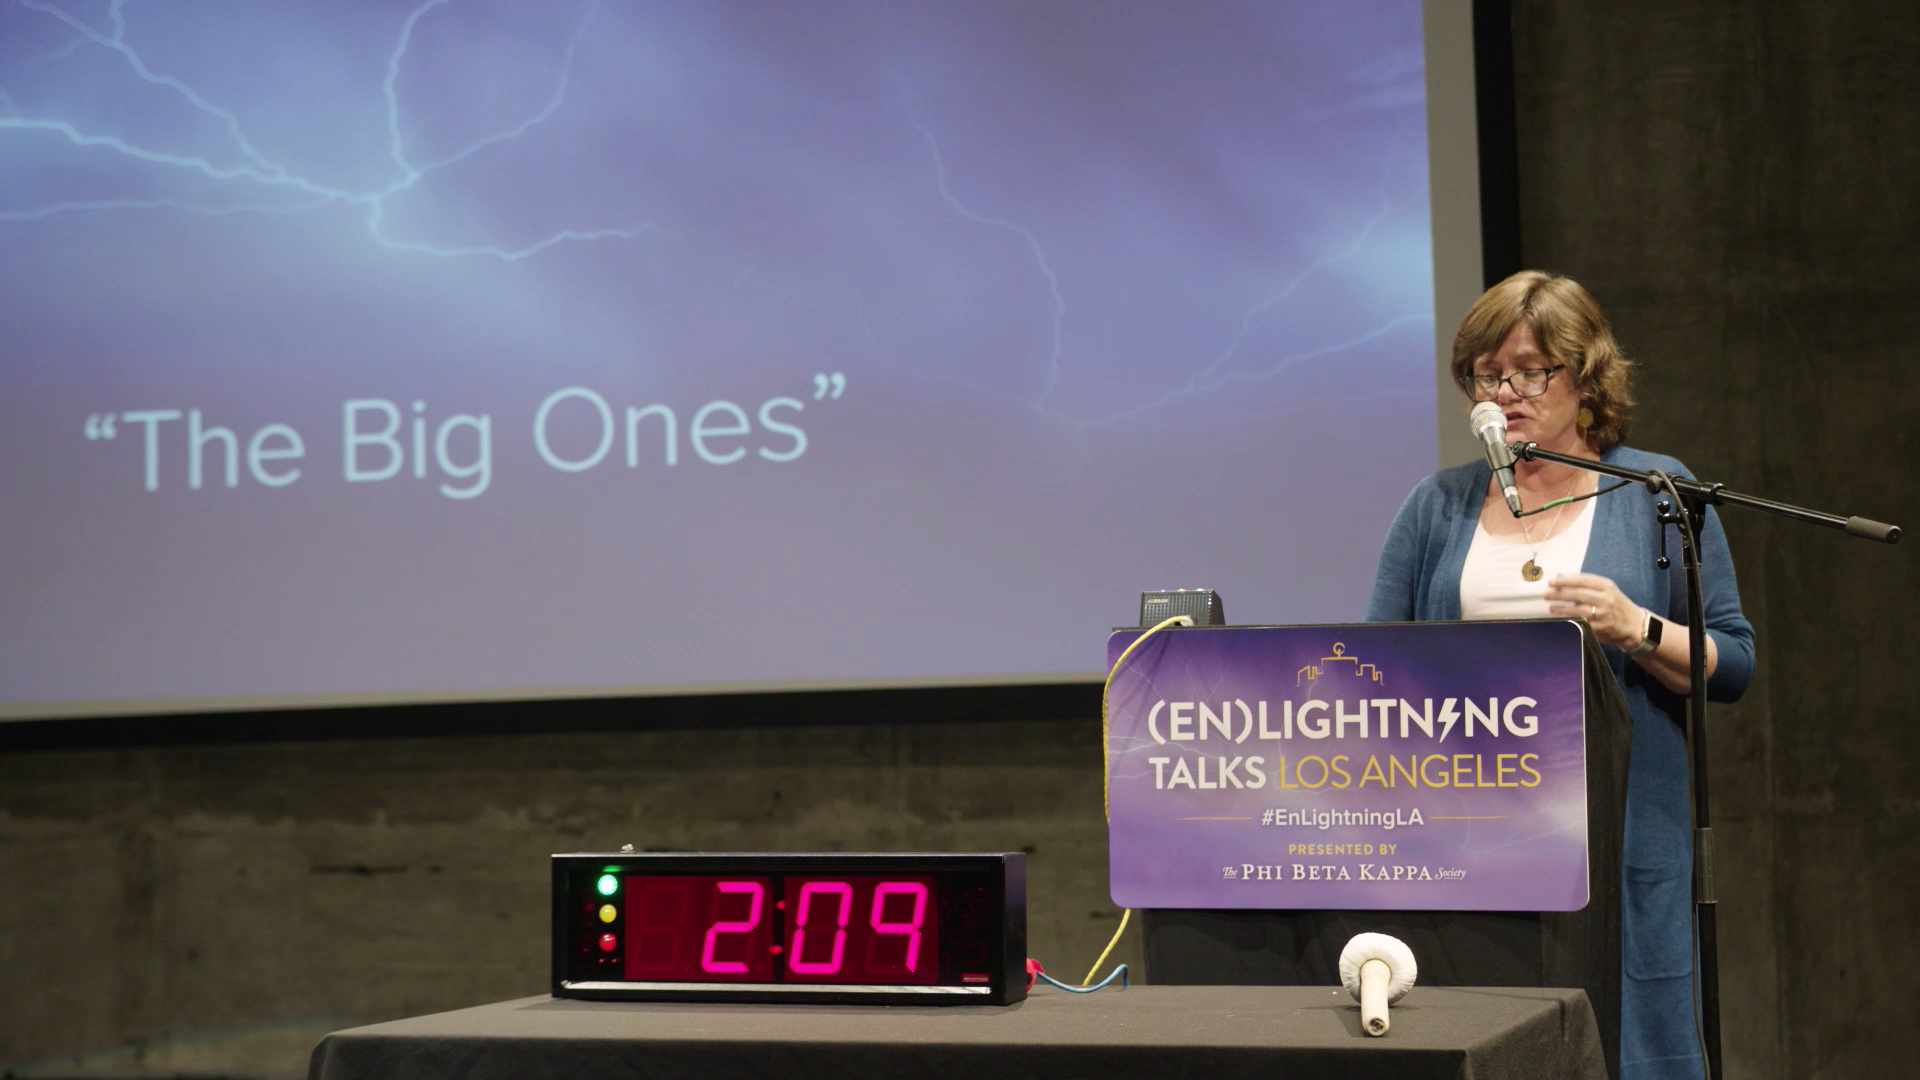 “The Big Ones”
(EN)LIGHTNING
TALKS LOS ANGELES
#EnLightningLA
PRESENTED BY
The PHI BETA KAPPA Society
2:09